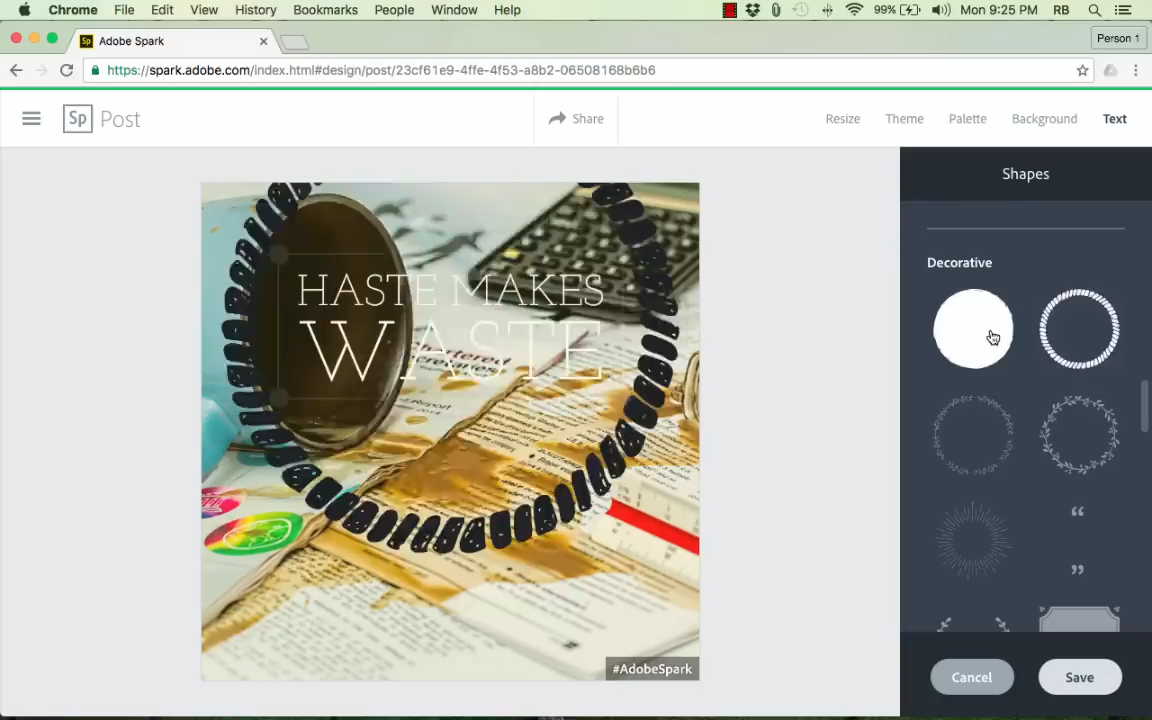 Chrome File Edit View History Bookmarks People Window Help 99% Mon 9:25 PM RB
Sp Adobe Spark Person 1
https://spark.adobe.com/index.html#design/post/23cf61e9-4ffe-4f53-a8b2-06508168b6b6
Sp Post Share Resize Theme Palette Background Text
Shapes
Decorative
HASTE MAKES
WASTE
“
”
#AdobeSpark
Cancel Save